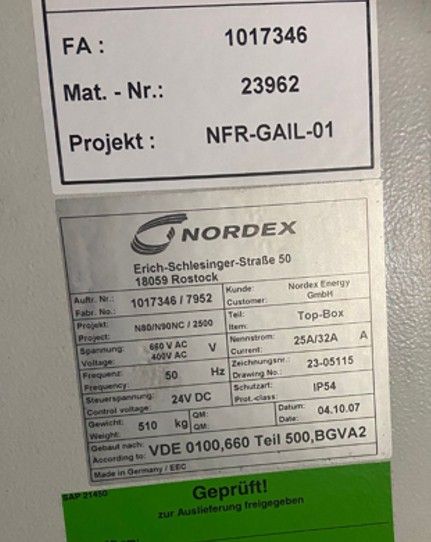 FA : 1017346
Mat. - Nr.: 23962
Projekt : NFR-GAIL-01
NORDEX
Erich-Schlesinger-Straße 50
18059 Rostock
Auftr. Nr.: Fabr. No.: 1017346 / 7952 Kunde: Customer: Nordex Energy GmbH
Projekt: Project: N80/N90NC / 2500 Teil: Item: Top-Box
Spannung: Voltage: 660 V AC 400V AC V Nennstrom: Current: 25A/32A A
Frequenz: Frequency: 50 Hz Zeichnungsnr.: Drawing No.: 23-05115
Steuerspannung: Control voltage: 24V DC Schutzart: Prot.-class: IP54
Gewicht: Weight: 510 kg QM: QM: Datum: Date: 04.10.07
Gebaut nach: According to: VDE 0100,660 Teil 500,BGVA2
Made in Germany / EEC
SAP 21450
Geprüft!
zur Auslieferung freigegeben